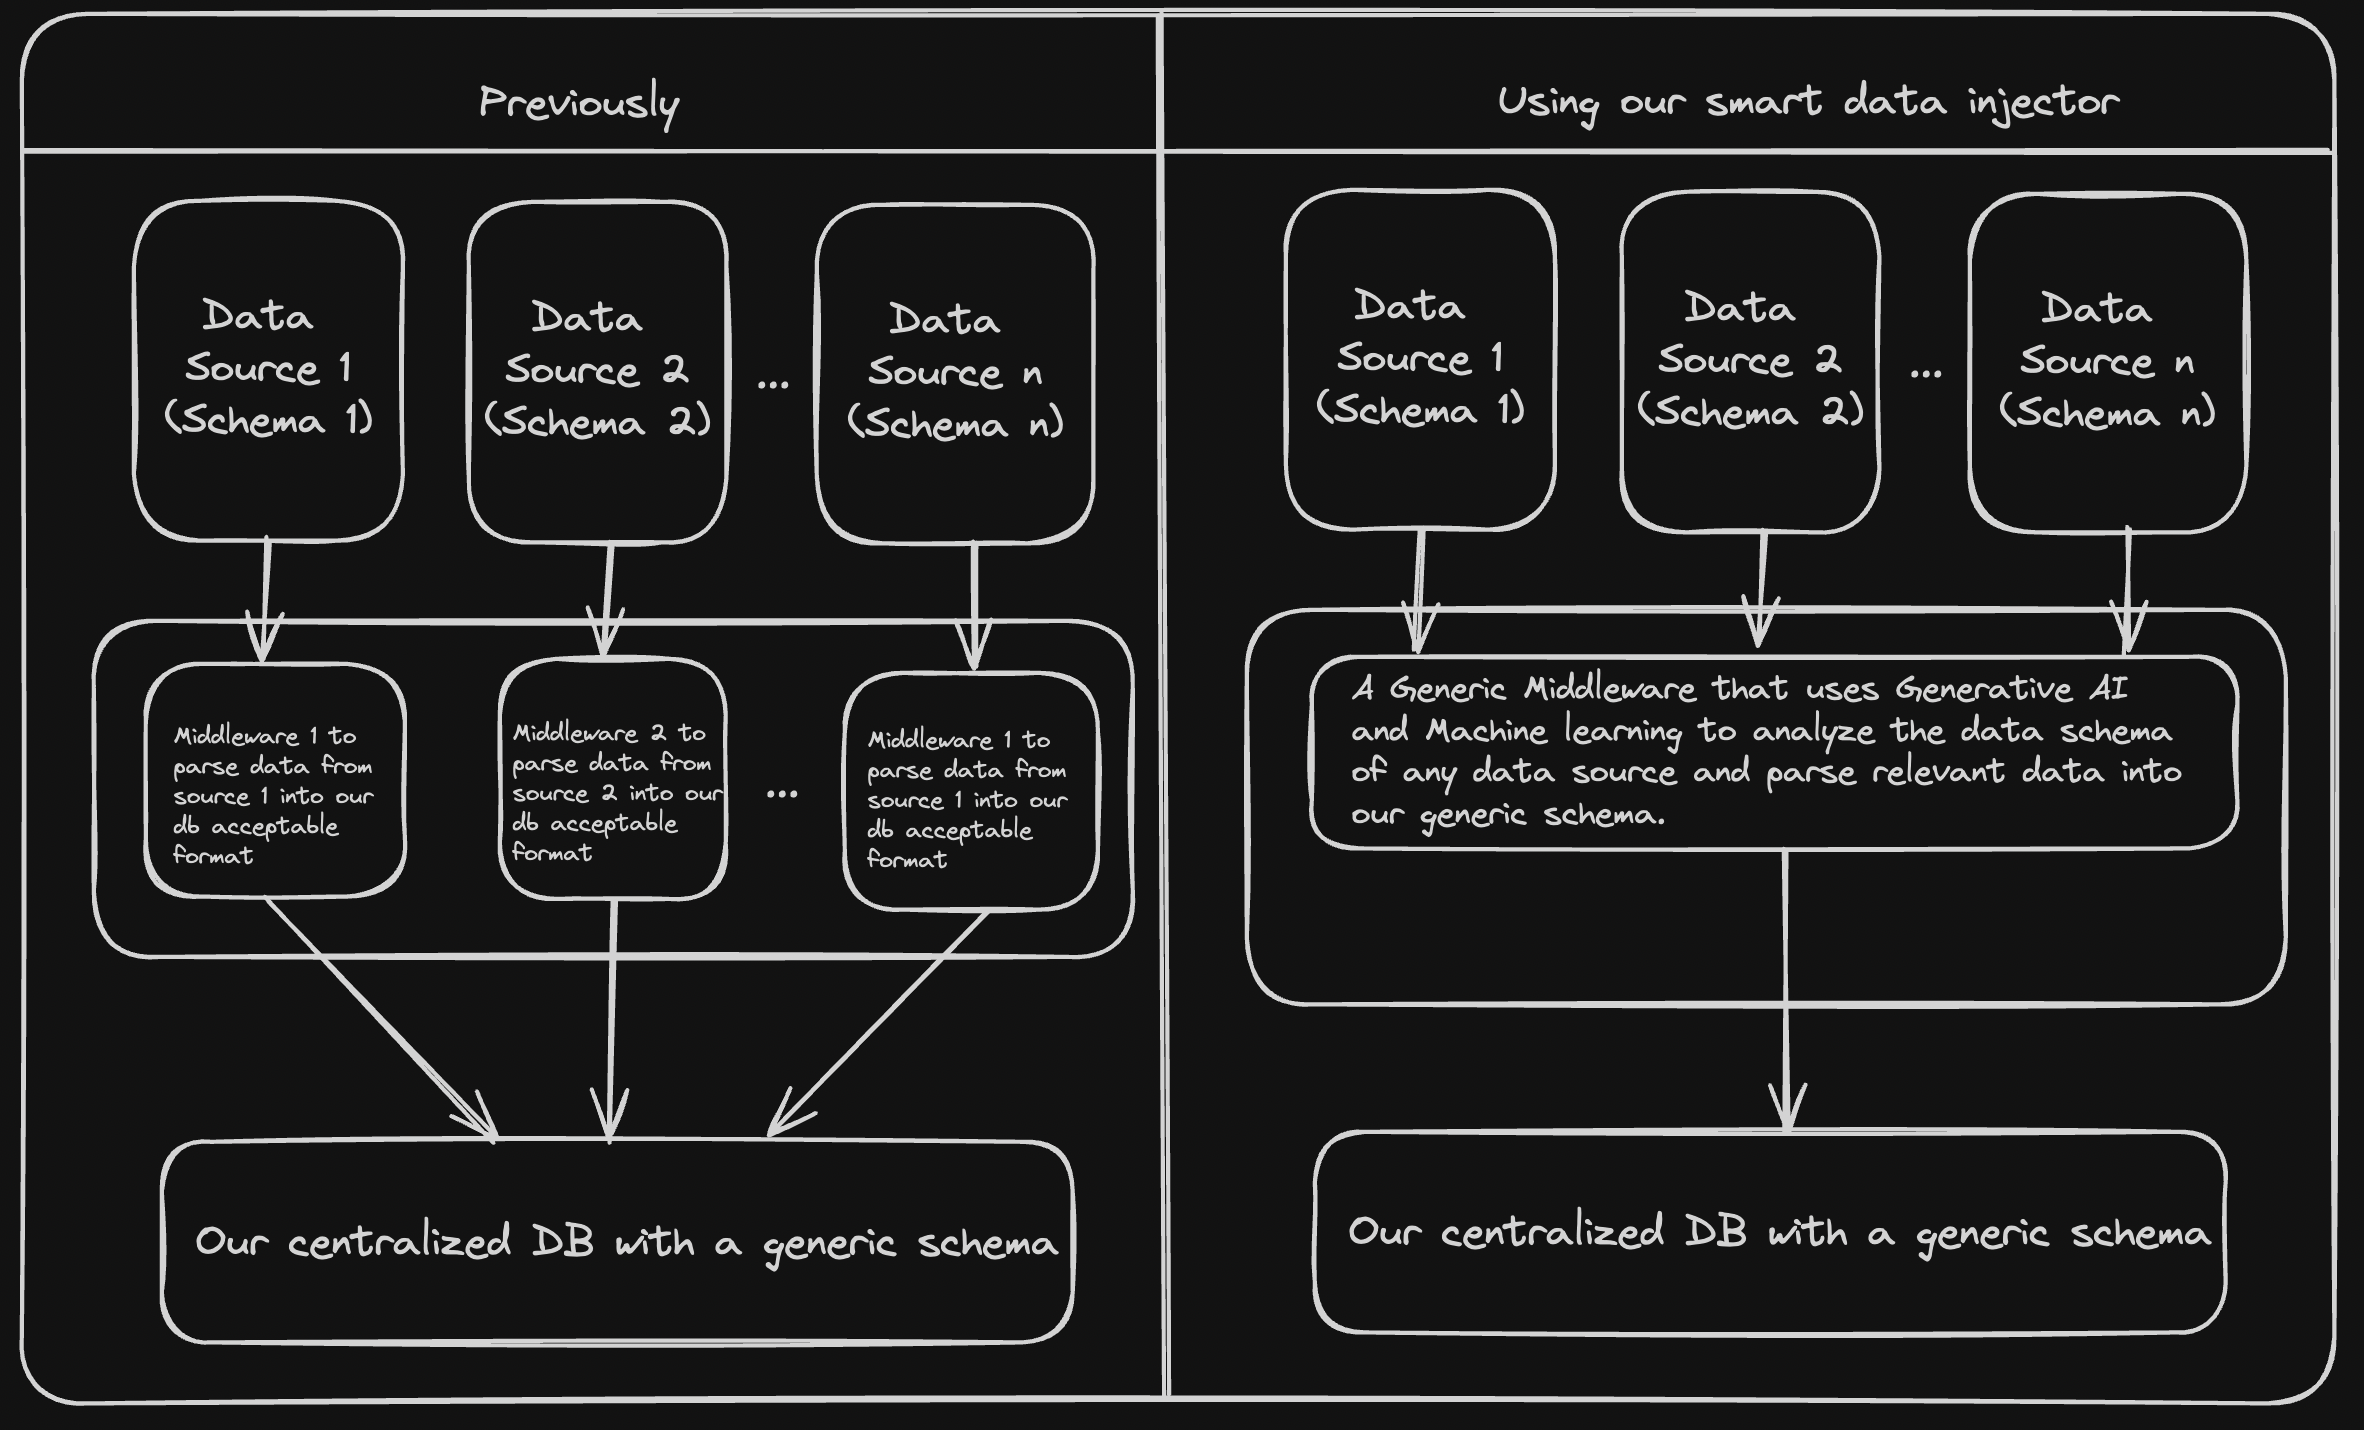 Previously
Using our smart data injector
Data
Source 1
(Schema 1)
Data
Source 2
(Schema 2)
...
Data
Source n
(Schema n)
Data
Source 1
(Schema 1)
Data
Source 2
(Schema 2)
...
Data
Source n
(Schema n)
Middleware 1 to
parse data from
source 1 into our
db acceptable
format
Middleware 2 to
parse data from
source 2 into our
db acceptable
format
...
Middleware 1 to
parse data from
source 1 into our
db acceptable
format
A Generic Middleware that uses Generative AI
and Machine learning to analyze the data schema
of any data source and parse relevant data into
our generic schema.
Our centralized DB with a generic schema
Our centralized DB with a generic schema